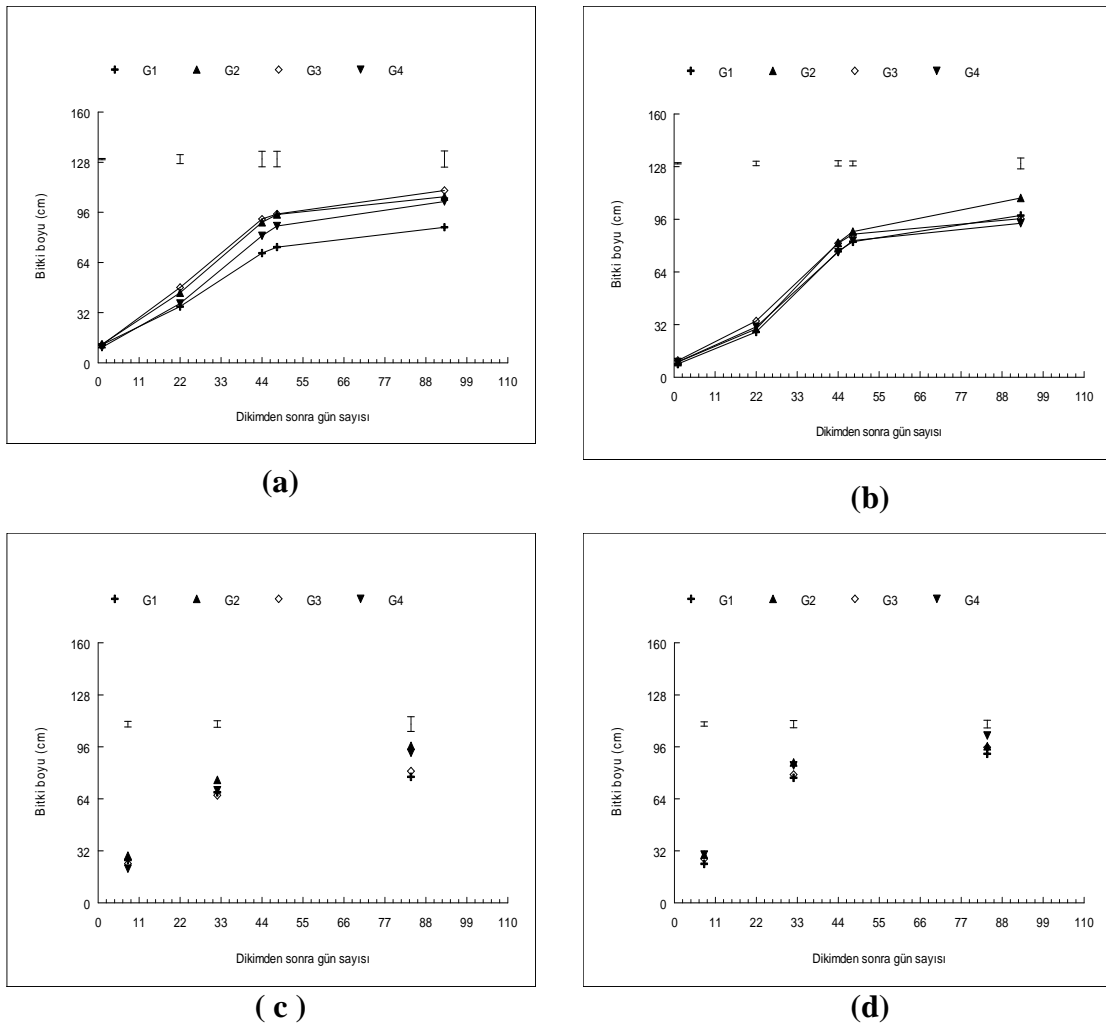 G1 G2 G3 G4
160
128
96
64
32
0
Bitki boyu (cm)
0 11 22 33 44 55 66 77 88 99 110
Dikimden sonra gün sayısı
(a)
G1 G2 G3 G4
160
128
96
64
32
0
Bitki boyu (cm)
0 11 22 33 44 55 66 77 88 99 110
Dikimden sonra gün sayısı
(b)
G1 G2 G3 G4
160
128
96
64
32
0
Bitki boyu (cm)
0 11 22 33 44 55 66 77 88 99 110
Dikimden sonra gün sayısı
( c )
G1 G2 G3 G4
160
128
96
64
32
0
Bitki boyu (cm)
0 11 22 33 44 55 66 77 88 99 110
Dikimden sonra gün sayısı
(d)